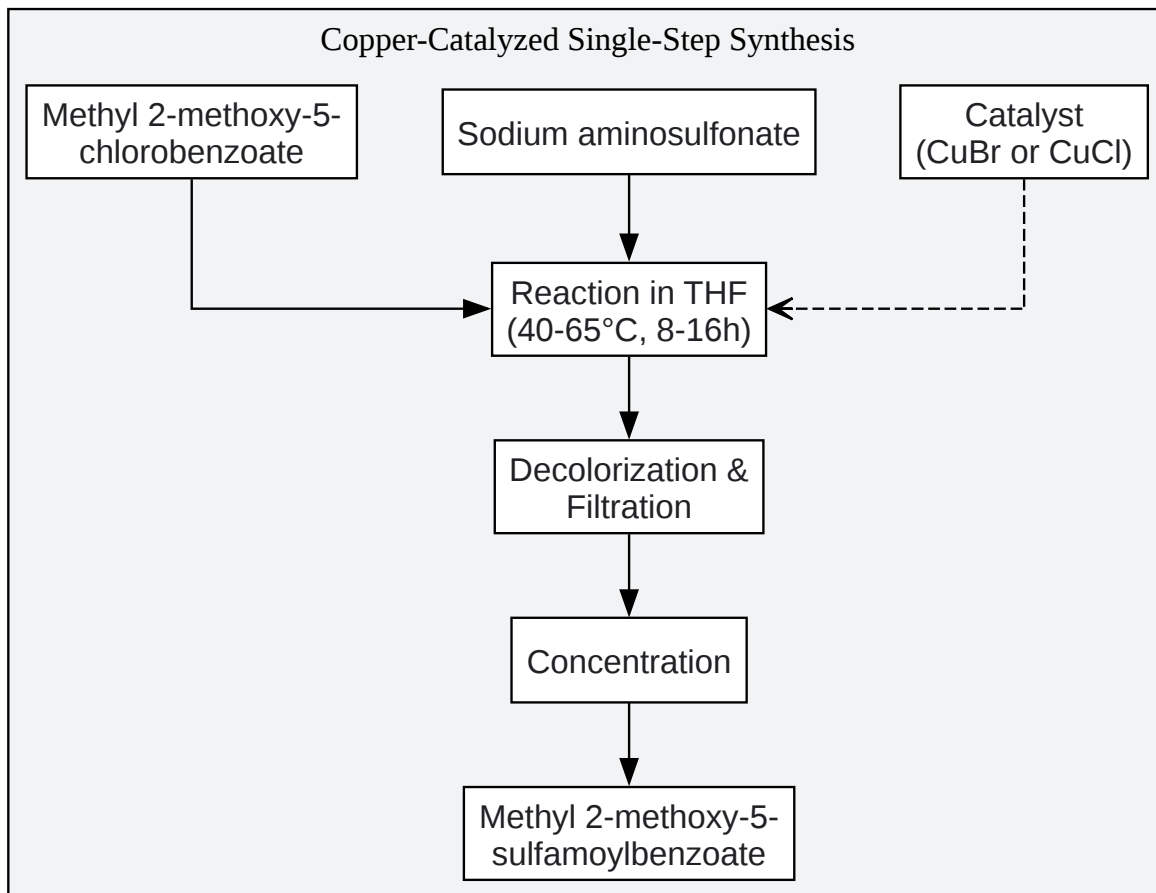 Copper-Catalyzed Single-Step Synthesis
Methyl 2-methoxy-5-
chlorobenzoate
Sodium aminosulfonate
Catalyst
(CuBr or CuCl)
Reaction in THF
(40-65°C, 8-16h)
Decolorization &
Filtration
Concentration
Methyl 2-methoxy-5-
sulfamoylbenzoate